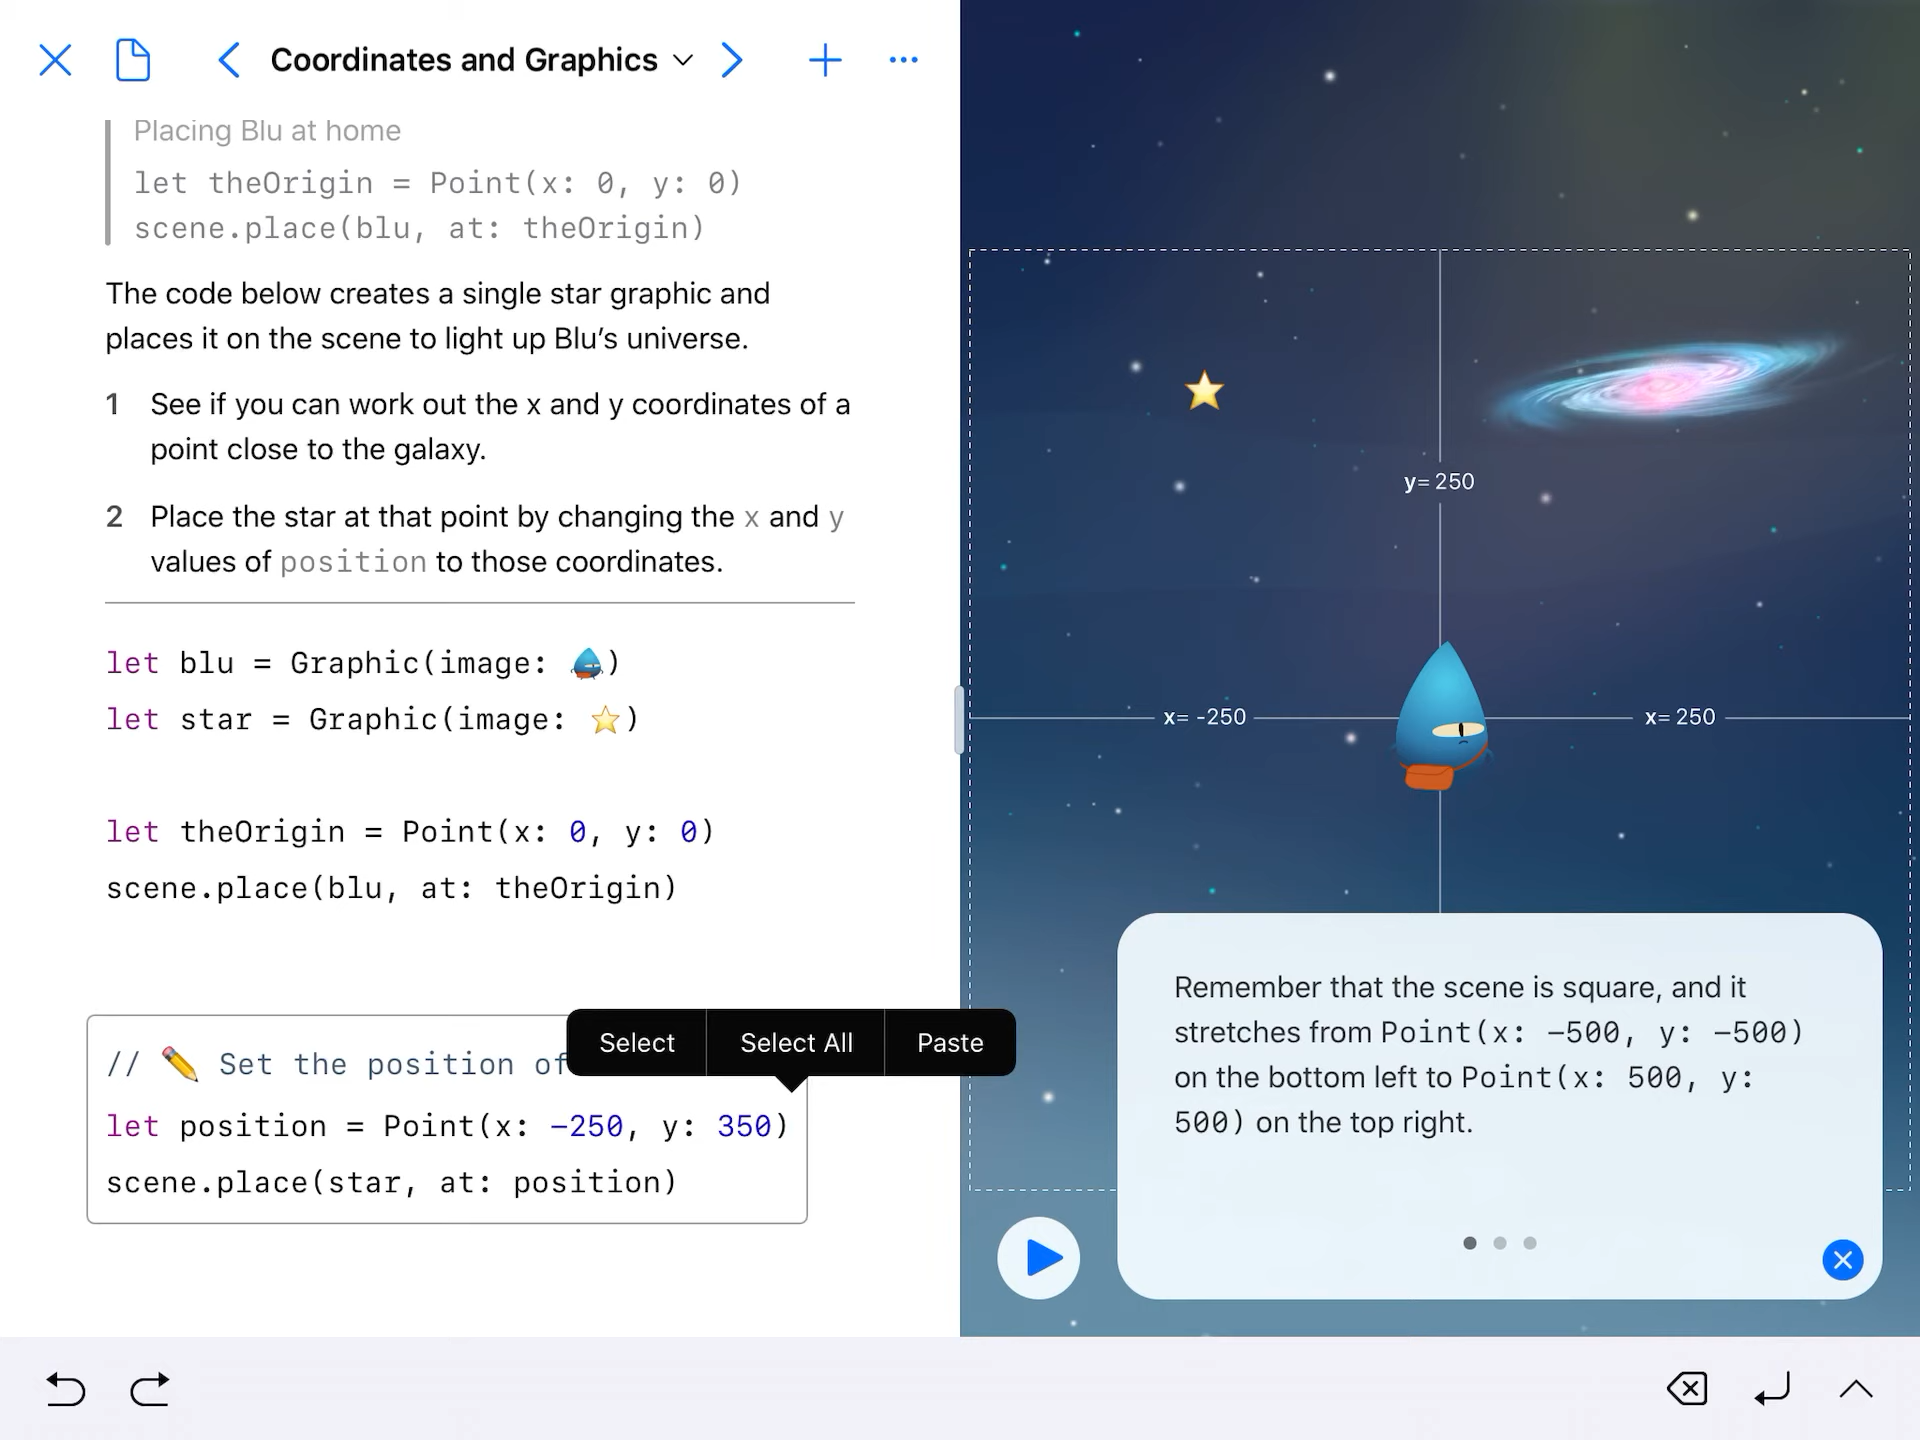 Coordinates and Graphics
Placing Blu at home
let theOrigin = Point(x: 0, y: 0)
scene.place(blu, at: theOrigin)
The code below creates a single star graphic and
places it on the scene to light up Blu’s universe.
1 See if you can work out the x and y coordinates of a
point close to the galaxy.
2 Place the star at that point by changing the x and y
values of position to those coordinates.
let blu = Graphic(image: )
let star = Graphic(image: ⭐)
let theOrigin = Point(x: 0, y: 0)
scene.place(blu, at: theOrigin)
// ✏️ Set the position of
Select
Select All
Paste
let position = Point(x: −250, y: 350)
scene.place(star, at: position)
y= 250
x= -250
x= 250
Remember that the scene is square, and it
stretches from Point(x: −500, y: −500)
on the bottom left to Point(x: 500, y:
500) on the top right.